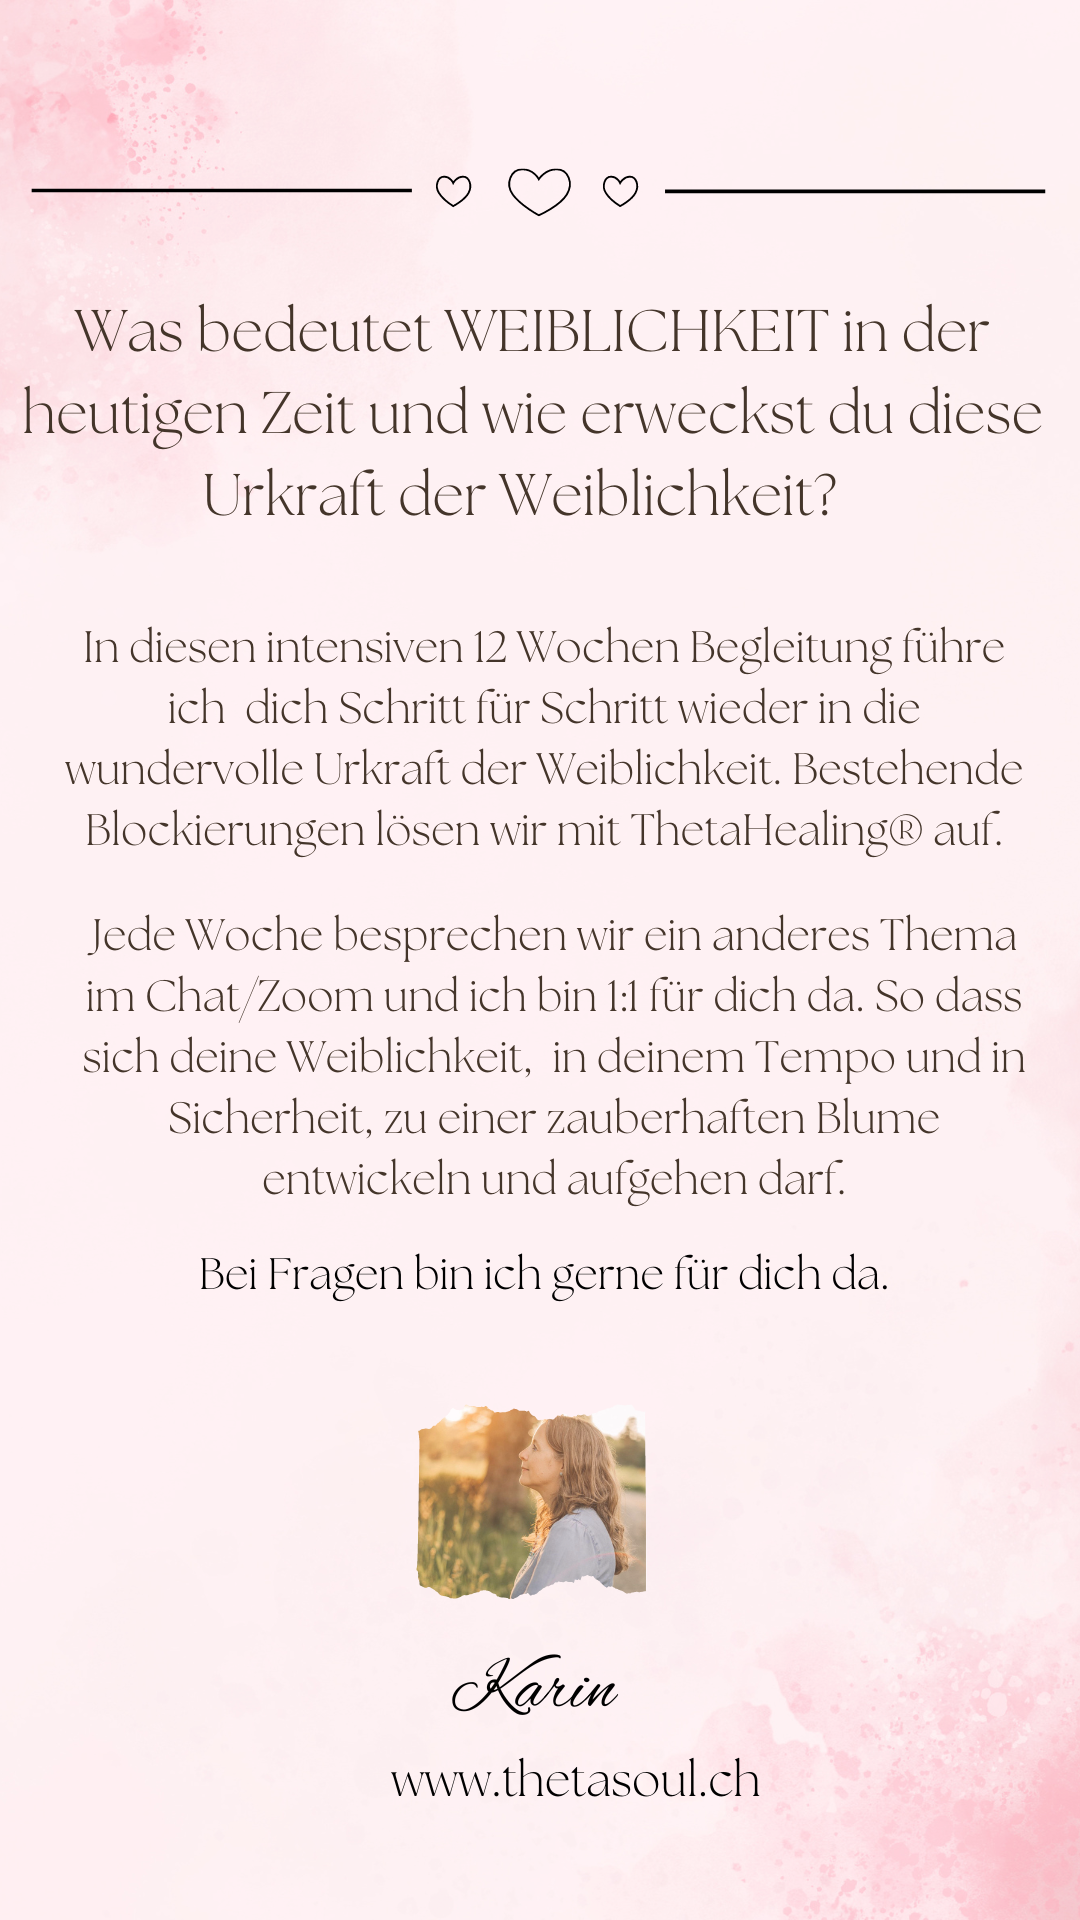 Was bedeutet WEIBLICHKEIT in der
heutigen Zeit und wie erweckst du diese
Urkraft der Weiblichkeit?
In diesen intensiven 12 Wochen Begleitung führe
ich  dich Schritt für Schritt wieder in die
wundervolle Urkraft der Weiblichkeit. Bestehende
Blockierungen lösen wir mit ThetaHealing® auf.
Jede Woche besprechen wir ein anderes Thema
im Chat/Zoom und ich bin 1:1 für dich da. So dass
sich deine Weiblichkeit,  in deinem Tempo und in
Sicherheit, zu einer zauberhaften Blume
entwickeln und aufgehen darf.
Bei Fragen bin ich gerne für dich da.
Karin
www.thetasoul.ch